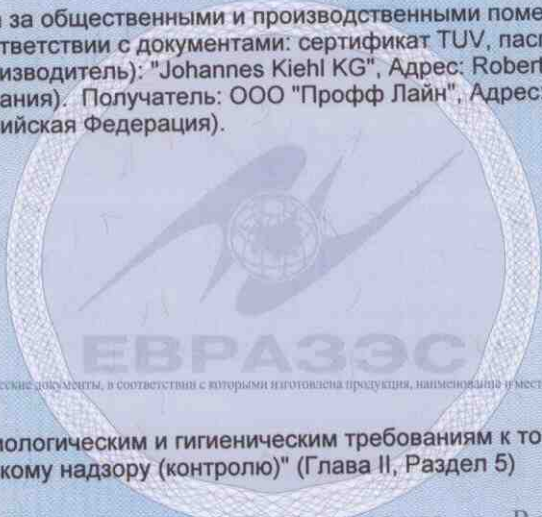 за общественными и производственными поме
тветствии с документами: сертификат TUV, пасп
изводитель): "Johannes Kiehl KG", Адрес: Robert
ания). Получатель: ООО "Профф Лайн", Адрес:
ийская Федерация).
ЕВРАЗЭС
ческие документы, в соответствии с которыми изготовлена продукция, наименование и мест
иологическим и гигиеническим требованиям к то
кому надзору (контролю)" (Глава II, Раздел 5)